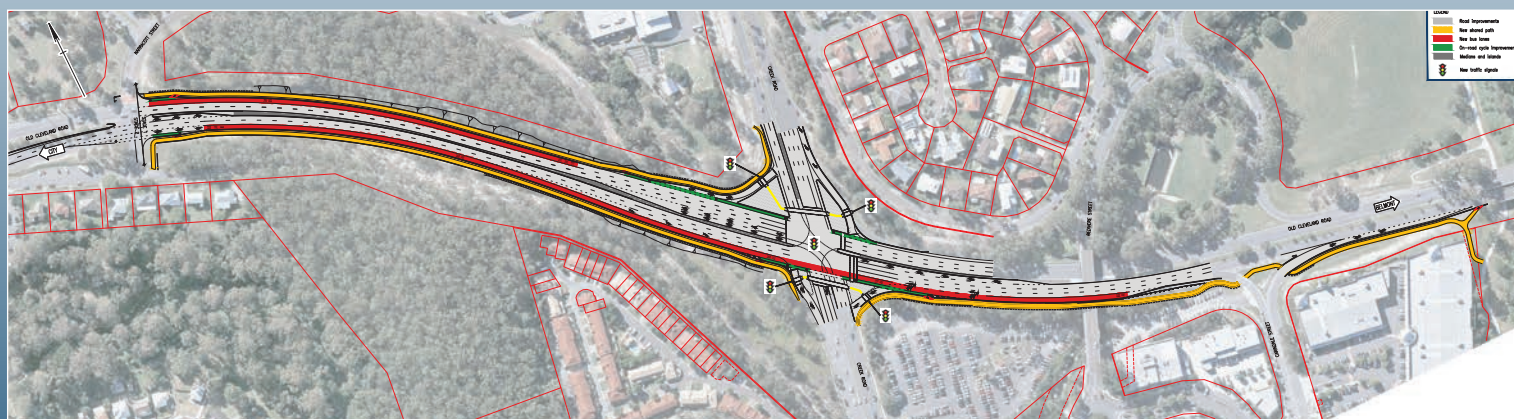 LEGEND
Road improvements
New shared path
New bus lanes
On-road cycle improvemen
Medians and islands
New traffic signals
OLD CLEVELAND ROAD
CITY
CREEK ROAD
CREEK ROAD
OLD CLEVELAND ROAD
BELMONT